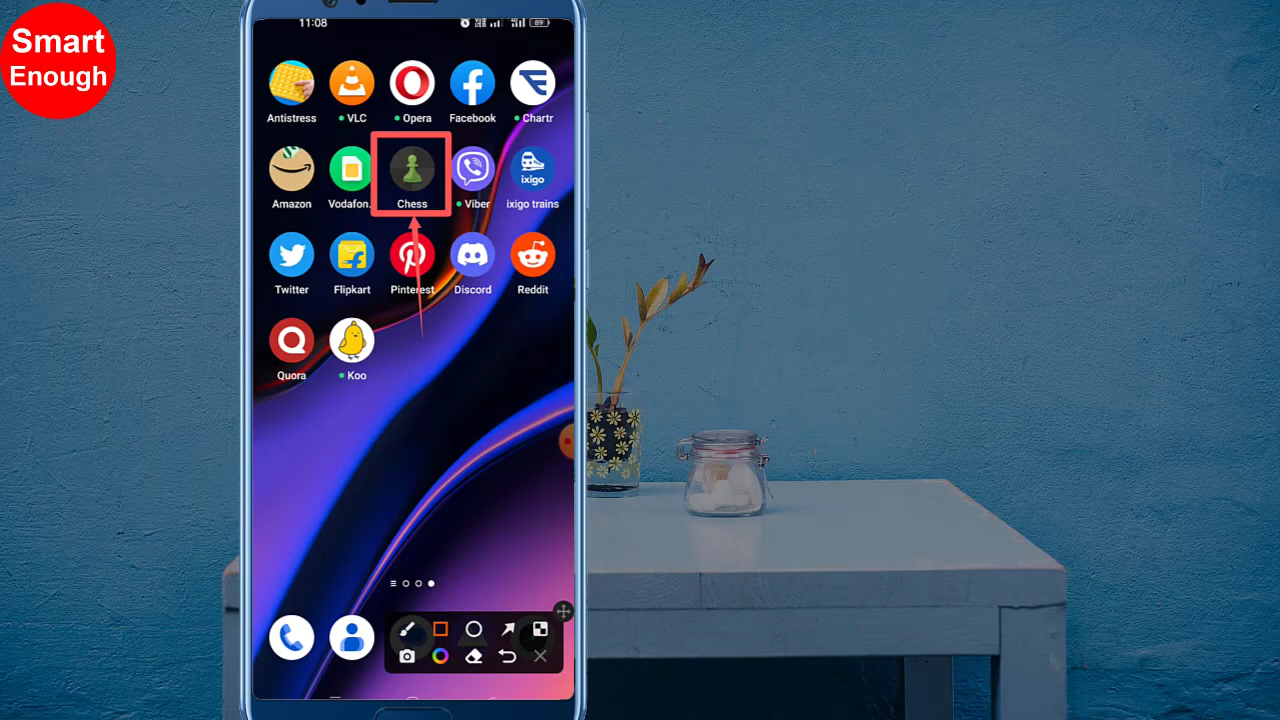 Smart
Enough
11:08
89
Antistress
VLC
Opera
Facebook
Chartr
Amazon
Vodafon.
Chess
Viber
ixigo
ixigo trains
Twitter
Flipkart
Pinterest
Discord
Reddit
Quora
Koo